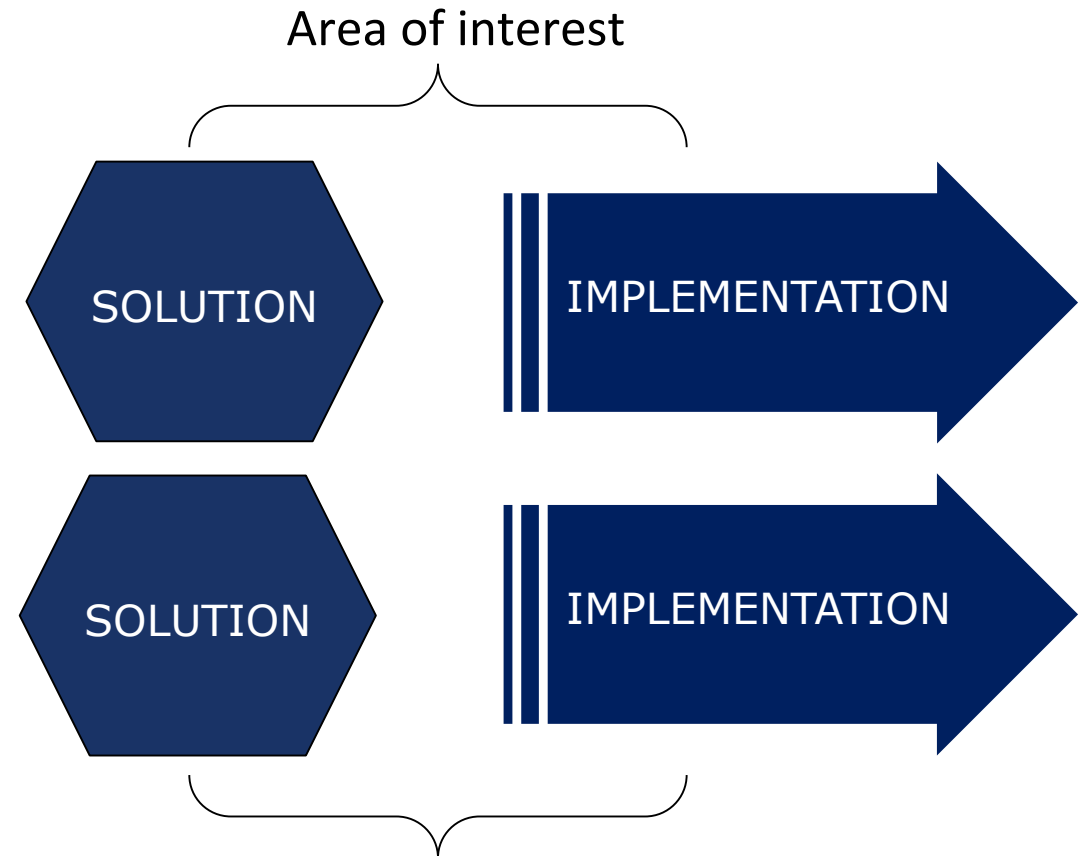 Area of interest
SOLUTION
IMPLEMENTATION
SOLUTION
IMPLEMENTATION